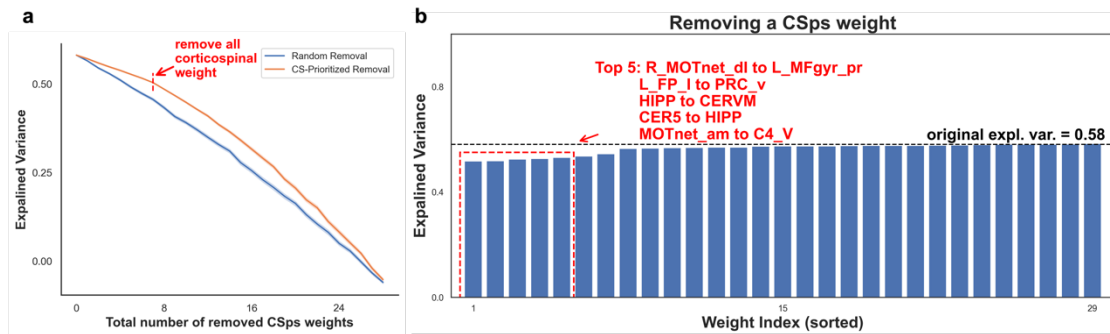 a
remove all
corticospinal
weight
Random Removal
CS-Prioritized Removal
Expalined Variance
0.50
0.25
0.00
0
8
16
24
Total number of removed CSps weights
b
Removing a CSps weight
Top 5: R_MOTnet_dl to L_MFgyr_pr
L_FP_l to PRC_v
HIPP to CERVM
CER5 to HIPP
MOTnet_am to C4_V
original expl. var. = 0.58
Expalined Variance
0.8
0.4
0.0
1
15
29
Weight Index (sorted)